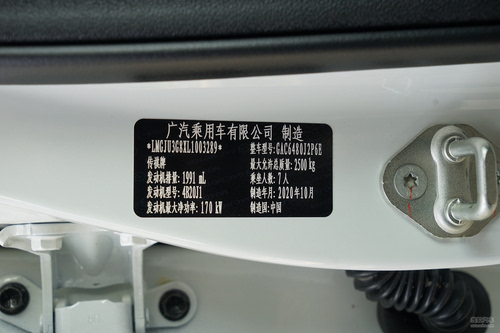 广汽乘用车有限公司 制造
*LMGJU3G8XL1003289* 整车型号:GAC6480J2P6H
传祺牌 最大允许总质量:2500 kg
发动机排量:1991 mL 乘坐人数:7人
发动机型号:4B20J1 制造年月:2020年10月
发动机最大净功率:170 kW 制造国:中国